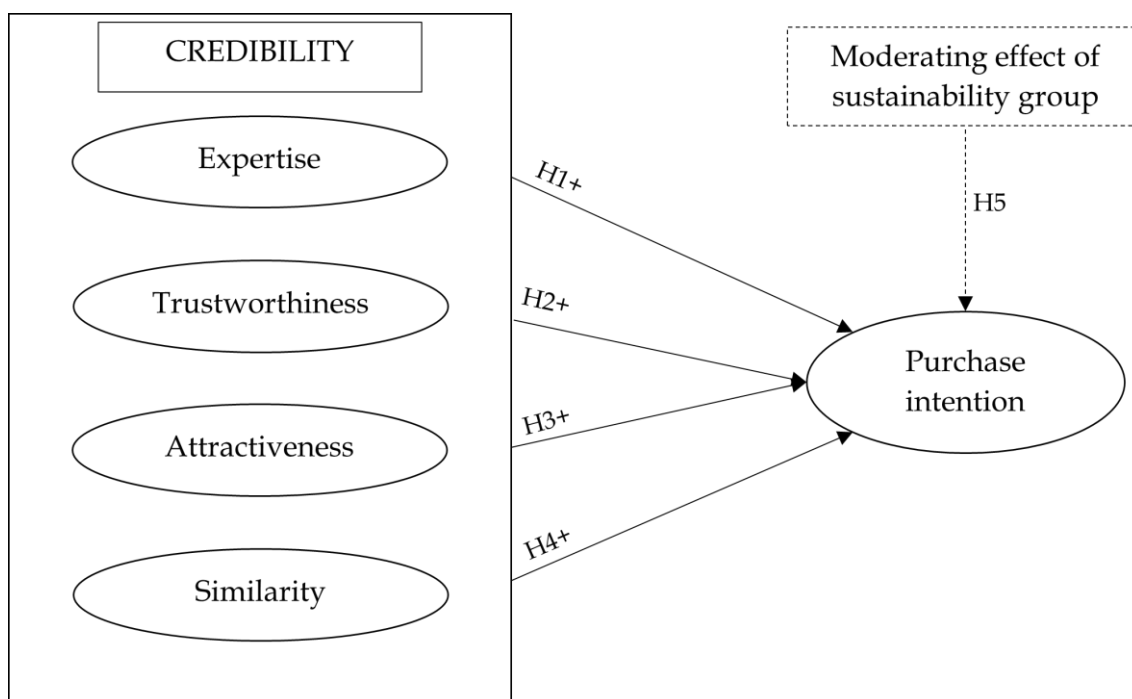 CREDIBILITY
Expertise
Trustworthiness
Attractiveness
Similarity
H1+
H2+
H3+
H4+
Moderating effect of
sustainability group
H5
Purchase
intention